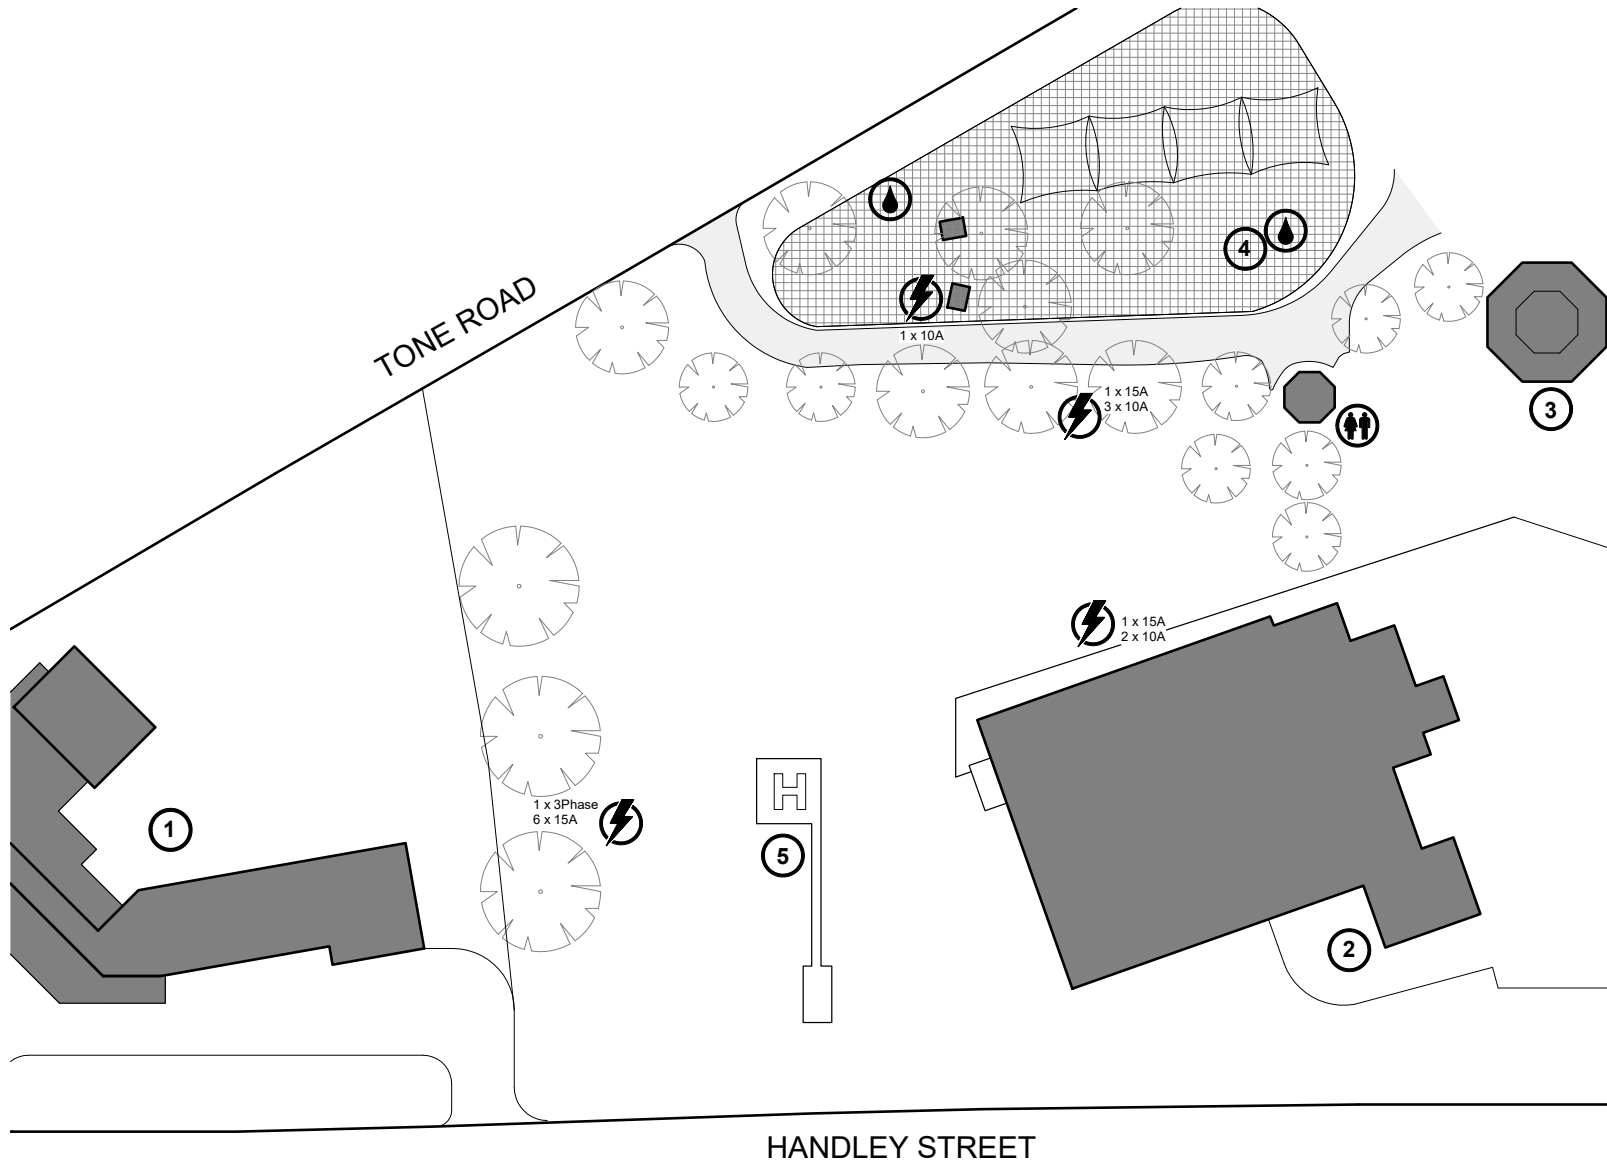 4
TONE ROAD
1 x 10A
1 x 15A
3 x 10A
3
1 x 15A
2 x 10A
H
1 x 3Phase
6 x 15A
1
5
2
HANDLEY STREET